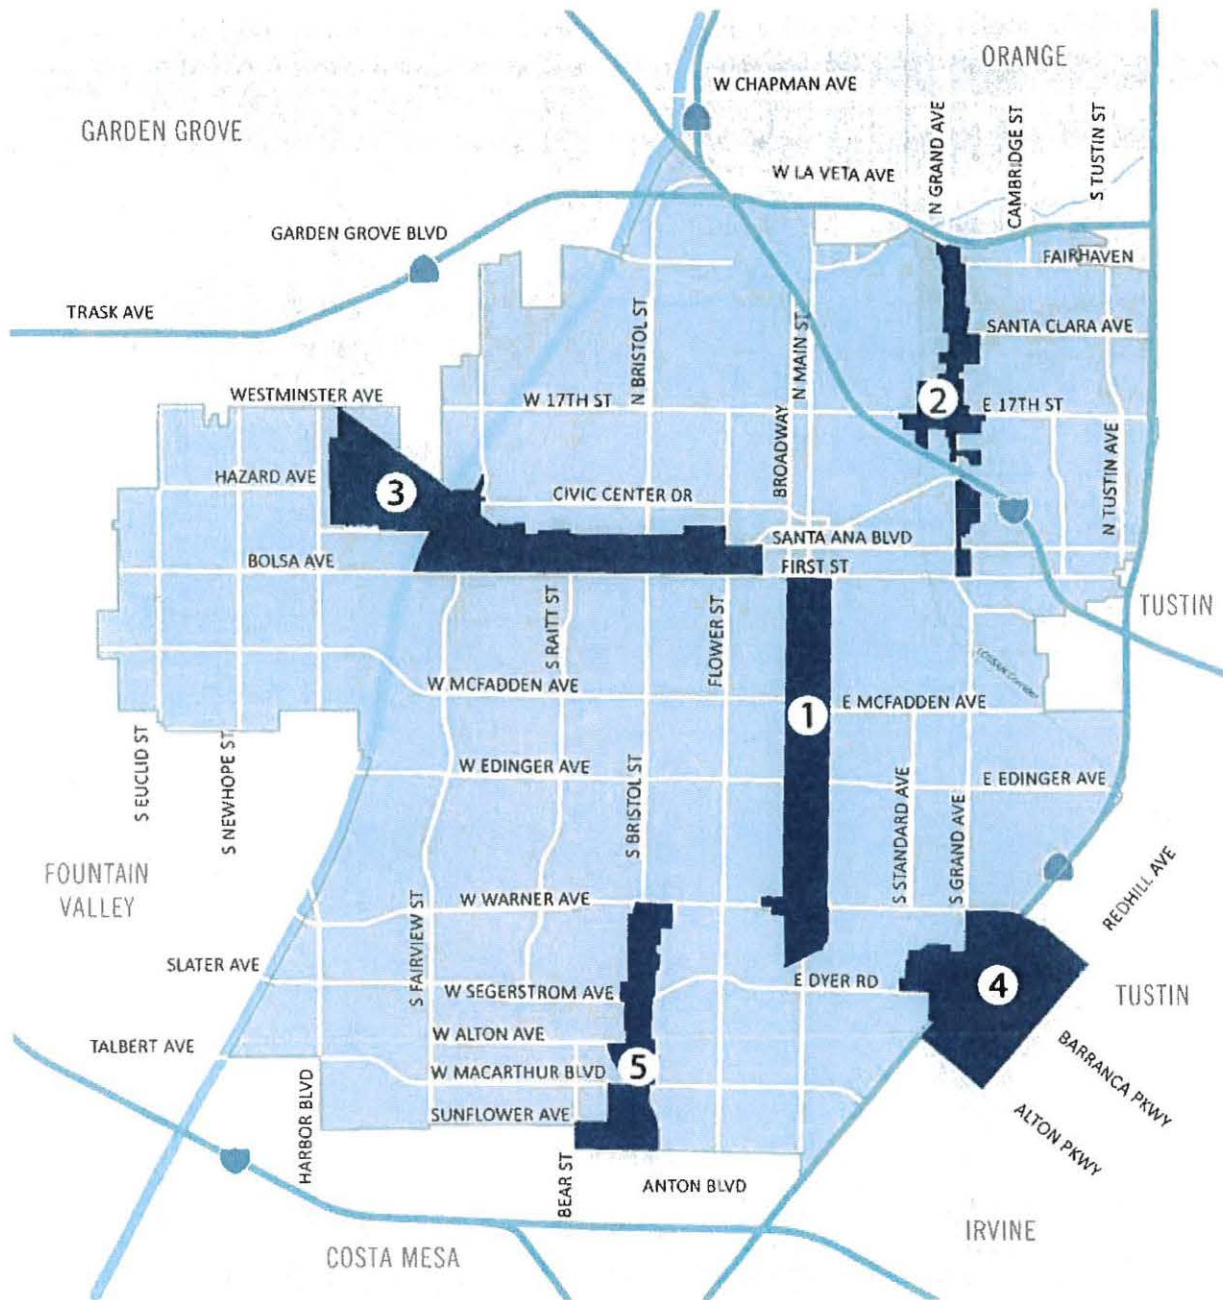 ORANGE
W CHAPMAN AVE
GARDEN GROVE
N GRAND AVE
CAMBRIDGE ST
S TUSTIN ST
W LA VETA AVE
GARDEN GROVE BLVD
FAIRHAVEN
TRASK AVE
N BRISTOL ST
N MAIN ST
SANTA CLARA AVE
WESTMINSTER AVE
W 17TH ST
2
E 17TH ST
BROADWAY
N TUSTIN AVE
HAZARD AVE
3
CIVIC CENTER DR
SANTA ANA BLVD
BOLSA AVE
FIRST ST
S RAITT ST
FLOWER ST
TUSTIN
W MCFADDEN AVE
1
E MCFADDEN AVE
S EUCLID ST
S NEWHOPE ST
W EDINGER AVE
S BRISTOL ST
E EDINGER AVE
S STANDARD AVE
S GRAND AVE
FOUNTAIN
VALLEY
W WARNER AVE
REDHILL AVE
S FAIRVIEW ST
SLATER AVE
W SEGERSTROM AVE
E DYER RD
4
TUSTIN
W ALTON AVE
TALBERT AVE
W MACARTHUR BLVD
5
BARRANCA PKWY
HARBOR BLVD
SUNFLOWER AVE
ALTON PKWY
BEAR ST
ANTON BLVD
IRVINE
COSTA MESA